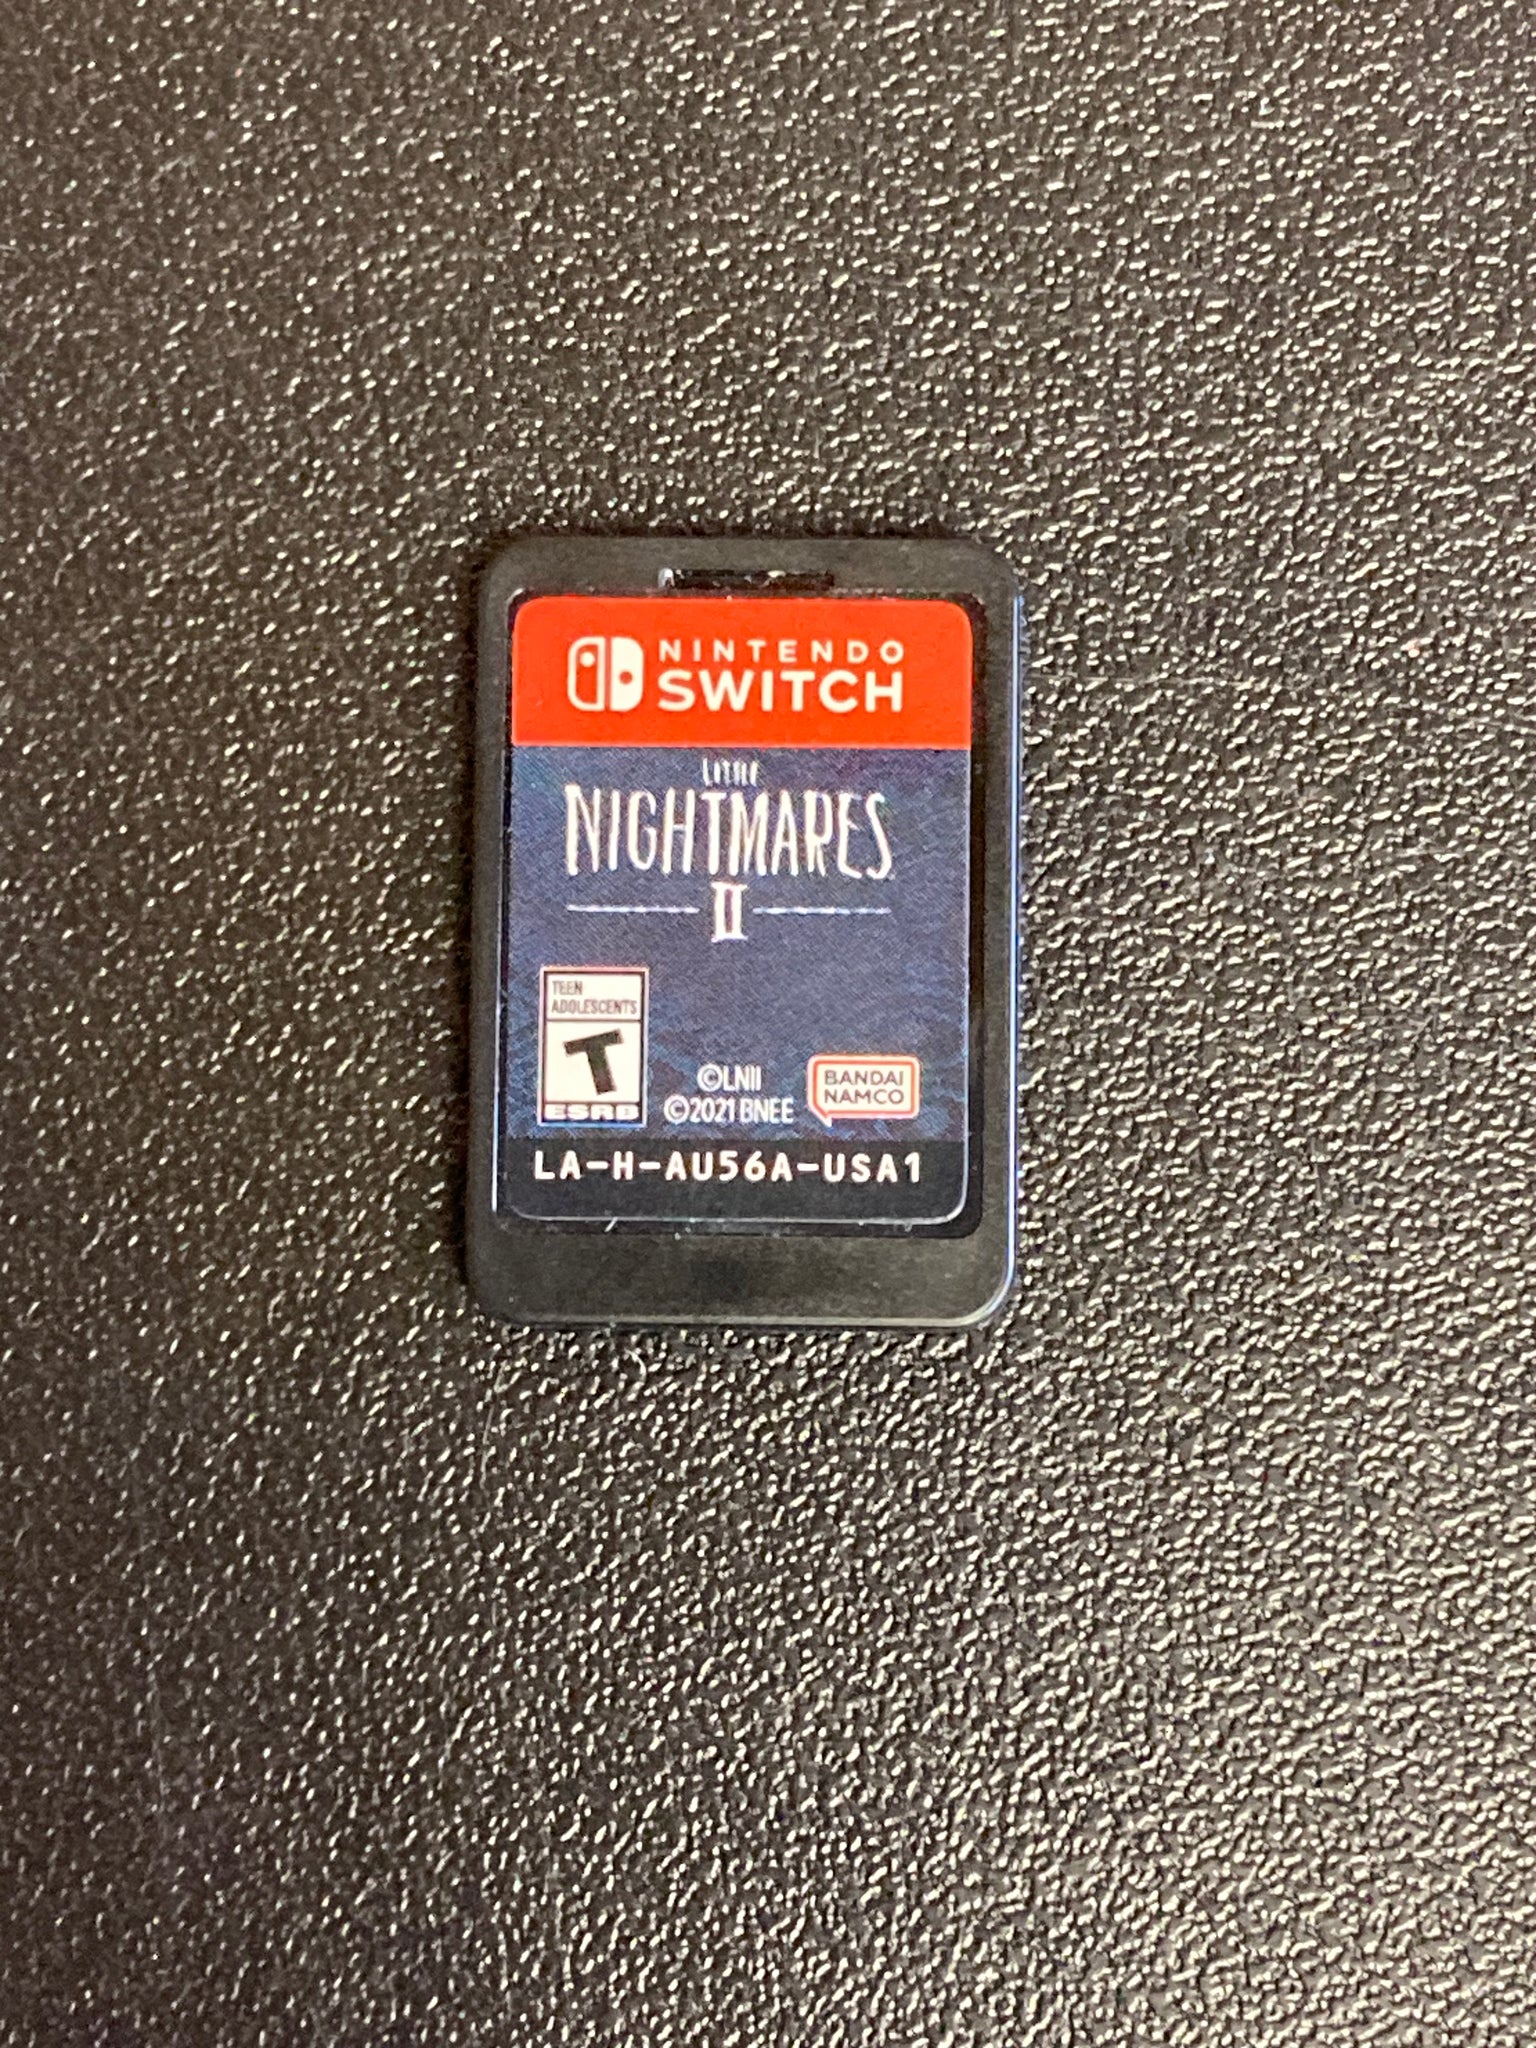 NINTENDO
SWITCH
LITTLE
NIGHTMARES
II
TEEN
ADOLESCENTS
T
ESRB
©LNII
©2021 BNEE
BANDAI
NAMCO
LA-H-AU56A-USA1